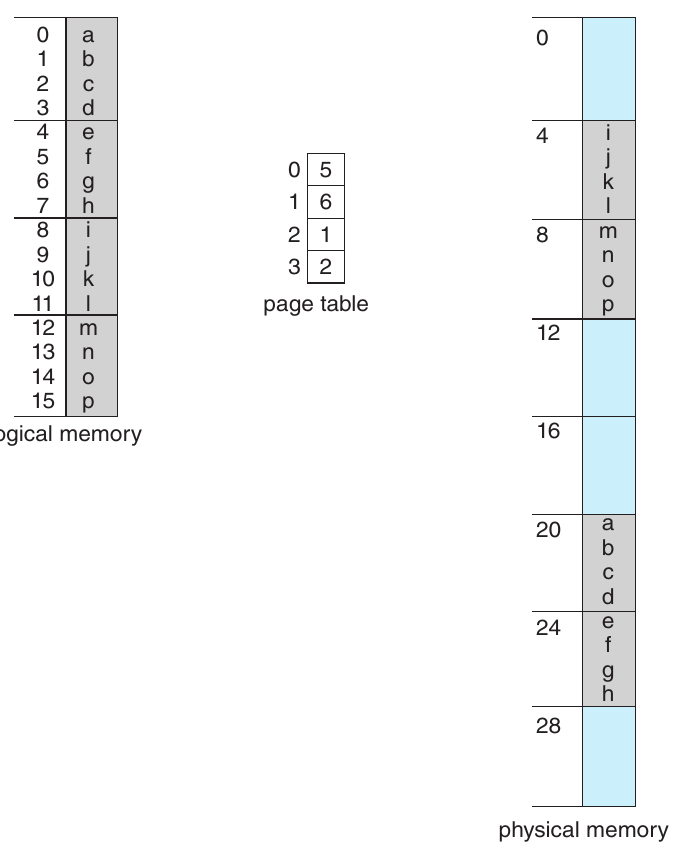 0 a
1 b
2 c
3 d
4 e
5 f
6 g
7 h
8 i
9 j
10 k
11 l
12 m
13 n
14 o
15 p
ogical memory
0 5
1 6
2 1
3 2
page table
0
4 i
j
k
l
8 m
n
o
p
12
16
20 a
b
c
d
24 e
f
g
h
28
physical memory